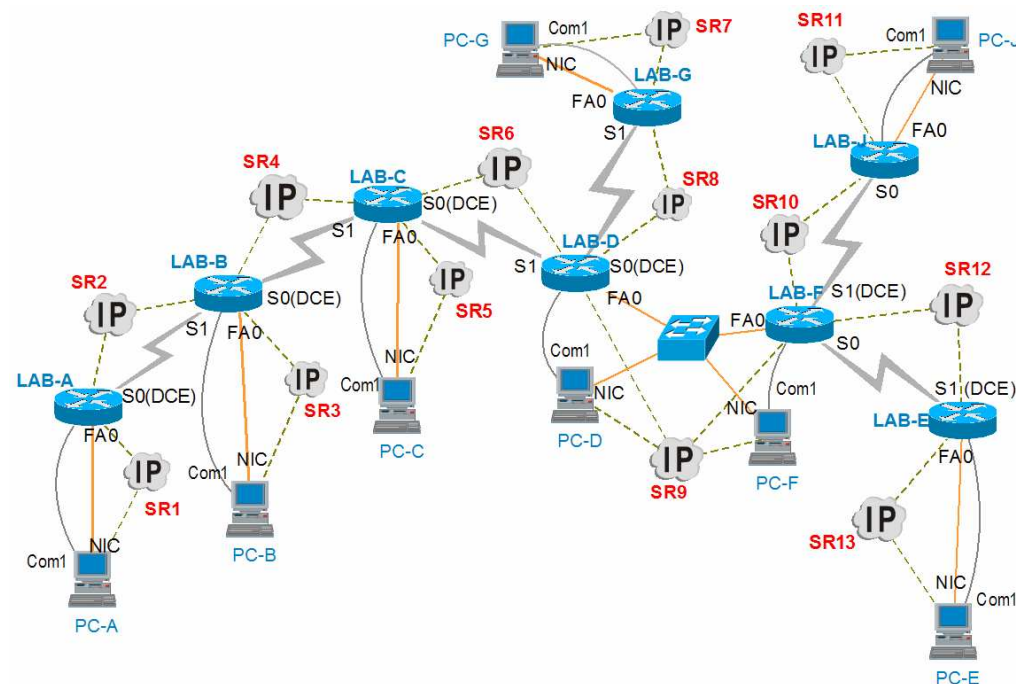 SR7
SR11
Com1
IP
PC-G
NIC
LAB-G
FA0
S1
Com1
PC-J
IP
NIC
FA0
LAB-J
S0
SR4
IP
LAB-C
S0(DCE)
S1
FA0
SR6
IP
SR8
IP
SR10
IP
LAB-D
S1
S0(DCE)
FA0
SR2
IP
LAB-B
S0(DCE)
S1
FA0
IP
SR5
LAB-F
S1(DCE)
FA0
S0
SR12
IP
LAB-A
S0(DCE)
FA0
IP
SR3
NIC
Com1
PC-C
Com1
NIC
PC-D
IP
SR9
Com1
NIC
PC-F
S1 (DCE)
LAB-E
FA0
IP
SR1
NIC
Com1
PC-A
Com1
NIC
PC-B
IP
SR13
NIC
Com1
PC-E